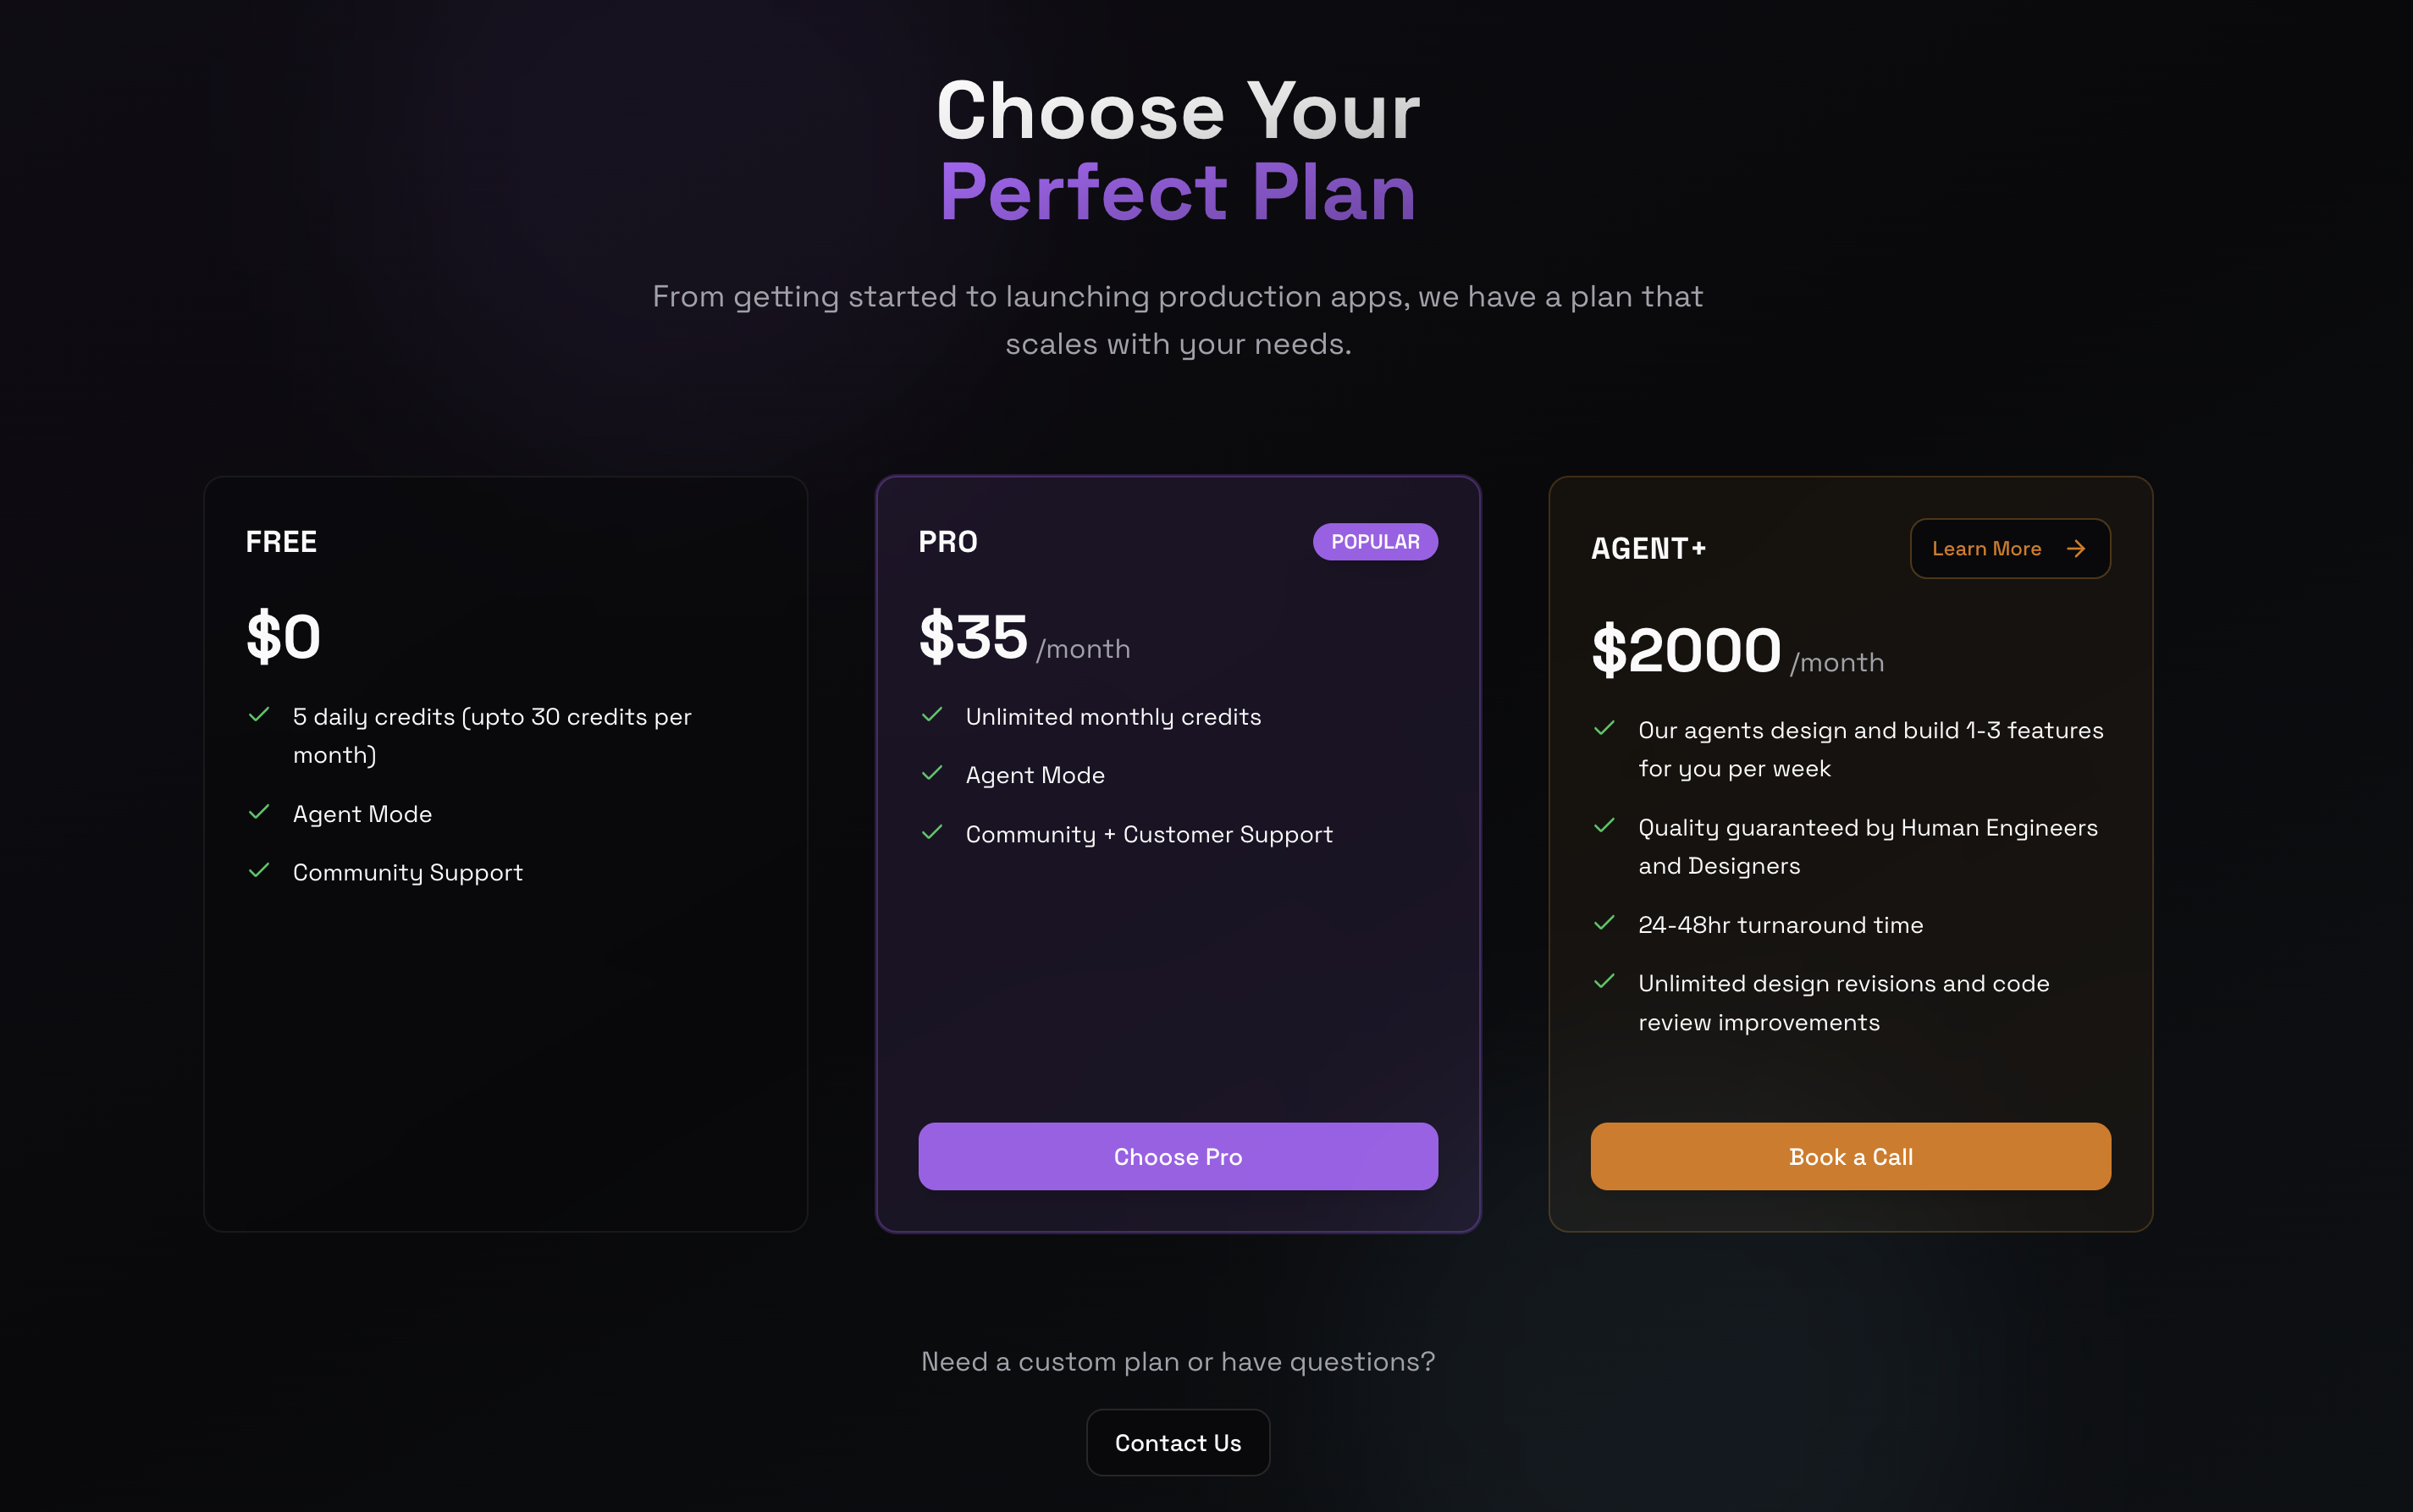 Choose Your
Perfect Plan
From getting started to launching production apps, we have a plan that
scales with your needs.
FREE
$0
5 daily credits (upto 30 credits per
month)
Agent Mode
Community Support
PRO
POPULAR
$35 /month
Unlimited monthly credits
Agent Mode
Community + Customer Support
Choose Pro
AGENT+
Learn More
$2000 /month
Our agents design and build 1-3 features
for you per week
Quality guaranteed by Human Engineers
and Designers
24-48hr turnaround time
Unlimited design revisions and code
review improvements
Book a Call
Need a custom plan or have questions?
Contact Us